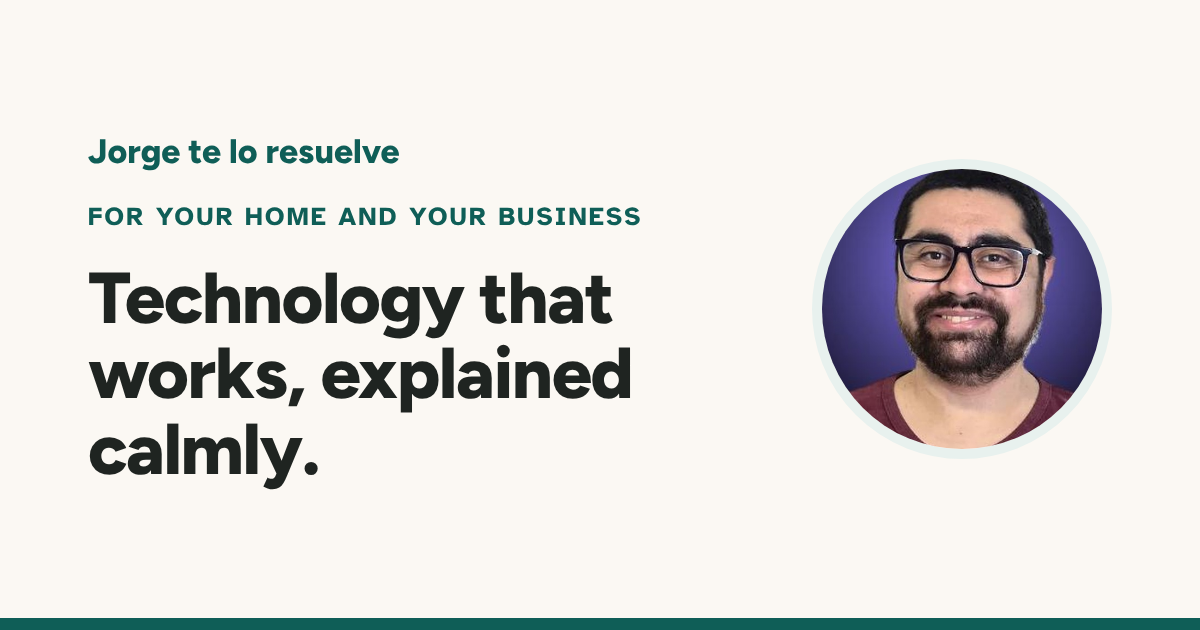 Jorge te lo resuelve
FOR YOUR HOME AND YOUR BUSINESS
Technology that
works, explained
calmly.